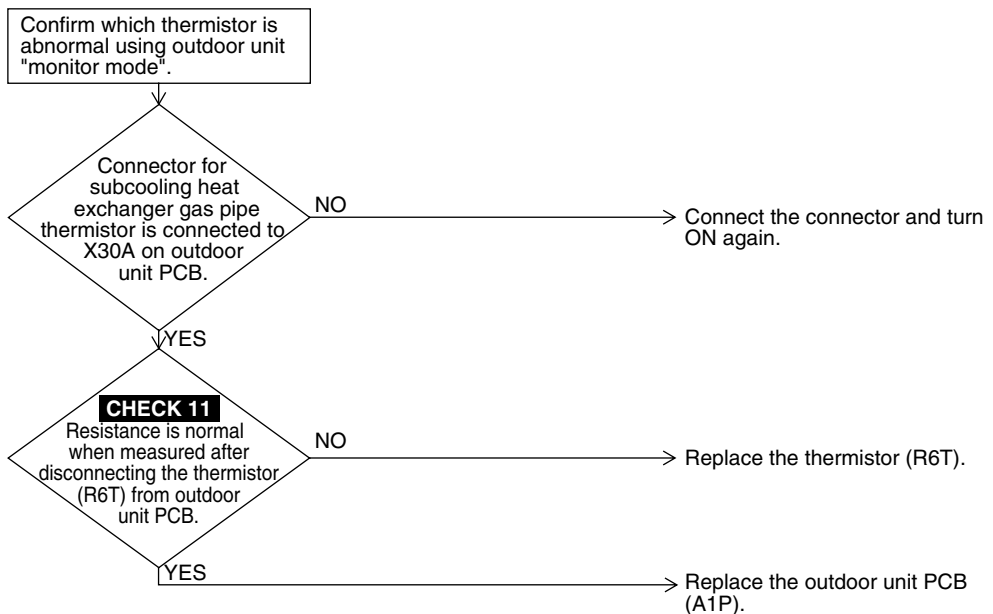 Confirm which thermistor is
abnormal using outdoor unit
"monitor mode".
Connector for
subcooling heat
exchanger gas pipe
thermistor is connected to
X30A on outdoor
unit PCB.
NO
Connect the connector and turn
ON again.
YES
CHECK 11
Resistance is normal
when measured after
disconnecting the thermistor
(R6T) from outdoor
unit PCB.
NO
Replace the thermistor (R6T).
YES
Replace the outdoor unit PCB
(A1P).